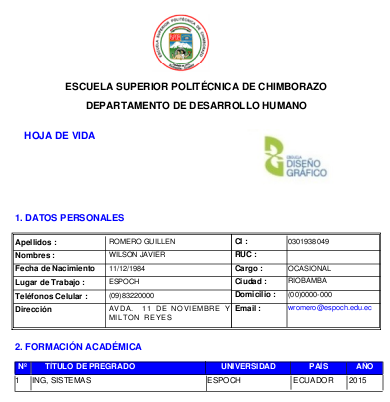 ESCUELA SUPERIOR POLITÉCNICA DE CHIMBORAZO
DEPARTAMENTO DE DESARROLLO HUMANO
HOJA DE VIDA
DISEÑO
GRÁFICO
1. DATOS PERSONALES
Apellidos : ROMERO GUILLEN CI : 0301938049
Nombres : WILSON JAVIER RUC :
Fecha de Nacimiento 11/12/1984 Cargo : OCASIONAL
Lugar de Trabajo : ESPOCH Ciudad : RIOBAMBA
Teléfonos Celular : (09)83220000 Domicilio : (00)0000-000
Dirección AVDA. 11 DE NOVIEMBRE Y Email : wromero@espoch.edu.ec
MILTON REYES
2. FORMACIÓN ACADÉMICA
Nº TÍTULO DE PREGRADO UNIVERSIDAD PAÍS AÑO
1 ING, SISTEMAS ESPOCH ECUADOR 2015